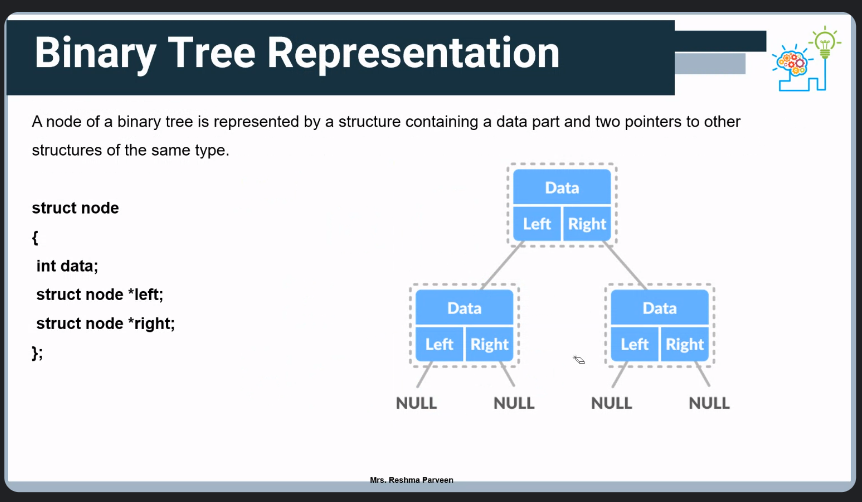 Binary Tree Representation
A node of a binary tree is represented by a structure containing a data part and two pointers to other
structures of the same type.
struct node
{
int data;
struct node *left;
struct node *right;
};
Data
Left Right
Data
Left Right
Data
Left Right
NULL NULL NULL NULL
Mrs. Reshma Parveen